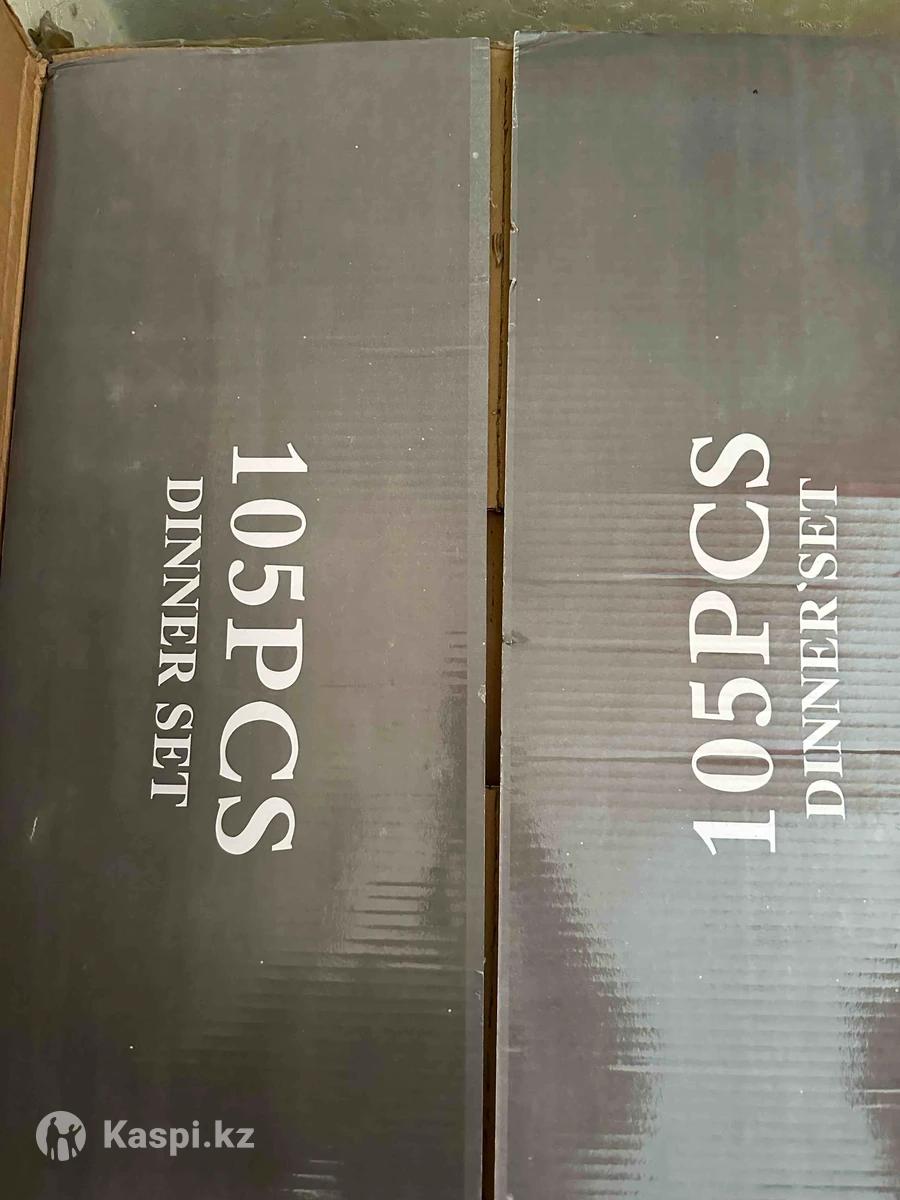 105PCS
DINNER SET
105PCS
DINNER SET
Kaspi.kz